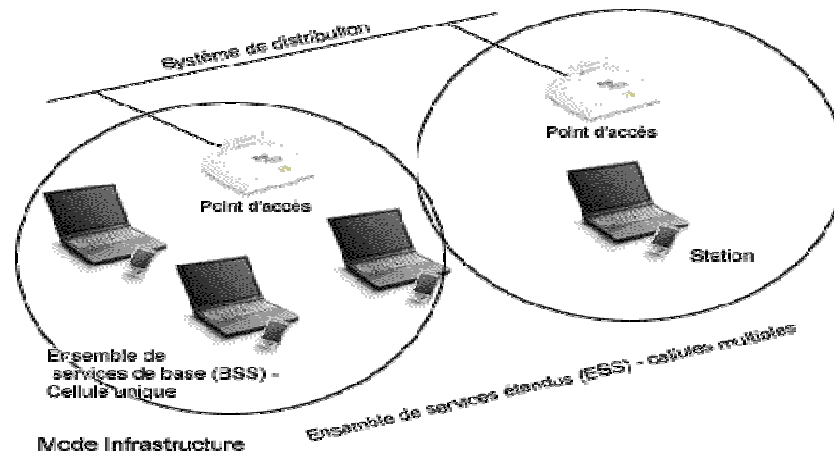 Système de distribution
Point d'accès
Point d'accès
Station
Ensemble de
services de base (BSS) -
Cellule unique
Ensemble de services étendus (ESS) - cellules multiples
Mode Infrastructure